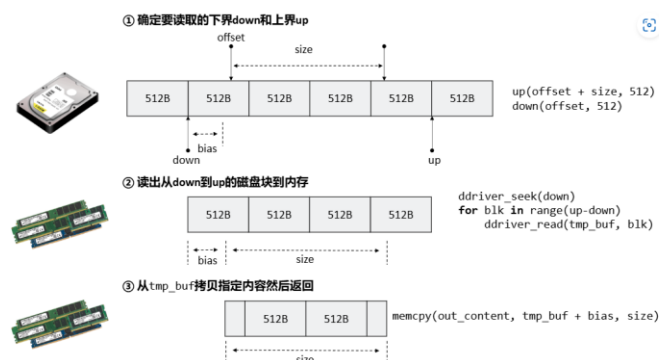 ① 确定要读取的下界down和上界up
offset
size
512B 512B 512B 512B 512B 512B
up(offset + size, 512)
down(offset, 512)
bias
down
up
② 读出从down到up的磁盘块到内存
512B 512B 512B 512B
ddriver_seek(down)
for blk in range(up-down)
ddriver_read(tmp_buf, blk)
bias
size
③ 从tmp_buf拷贝指定内容然后返回
512B 512B
memcpy(out_content, tmp_buf + bias, size)
size